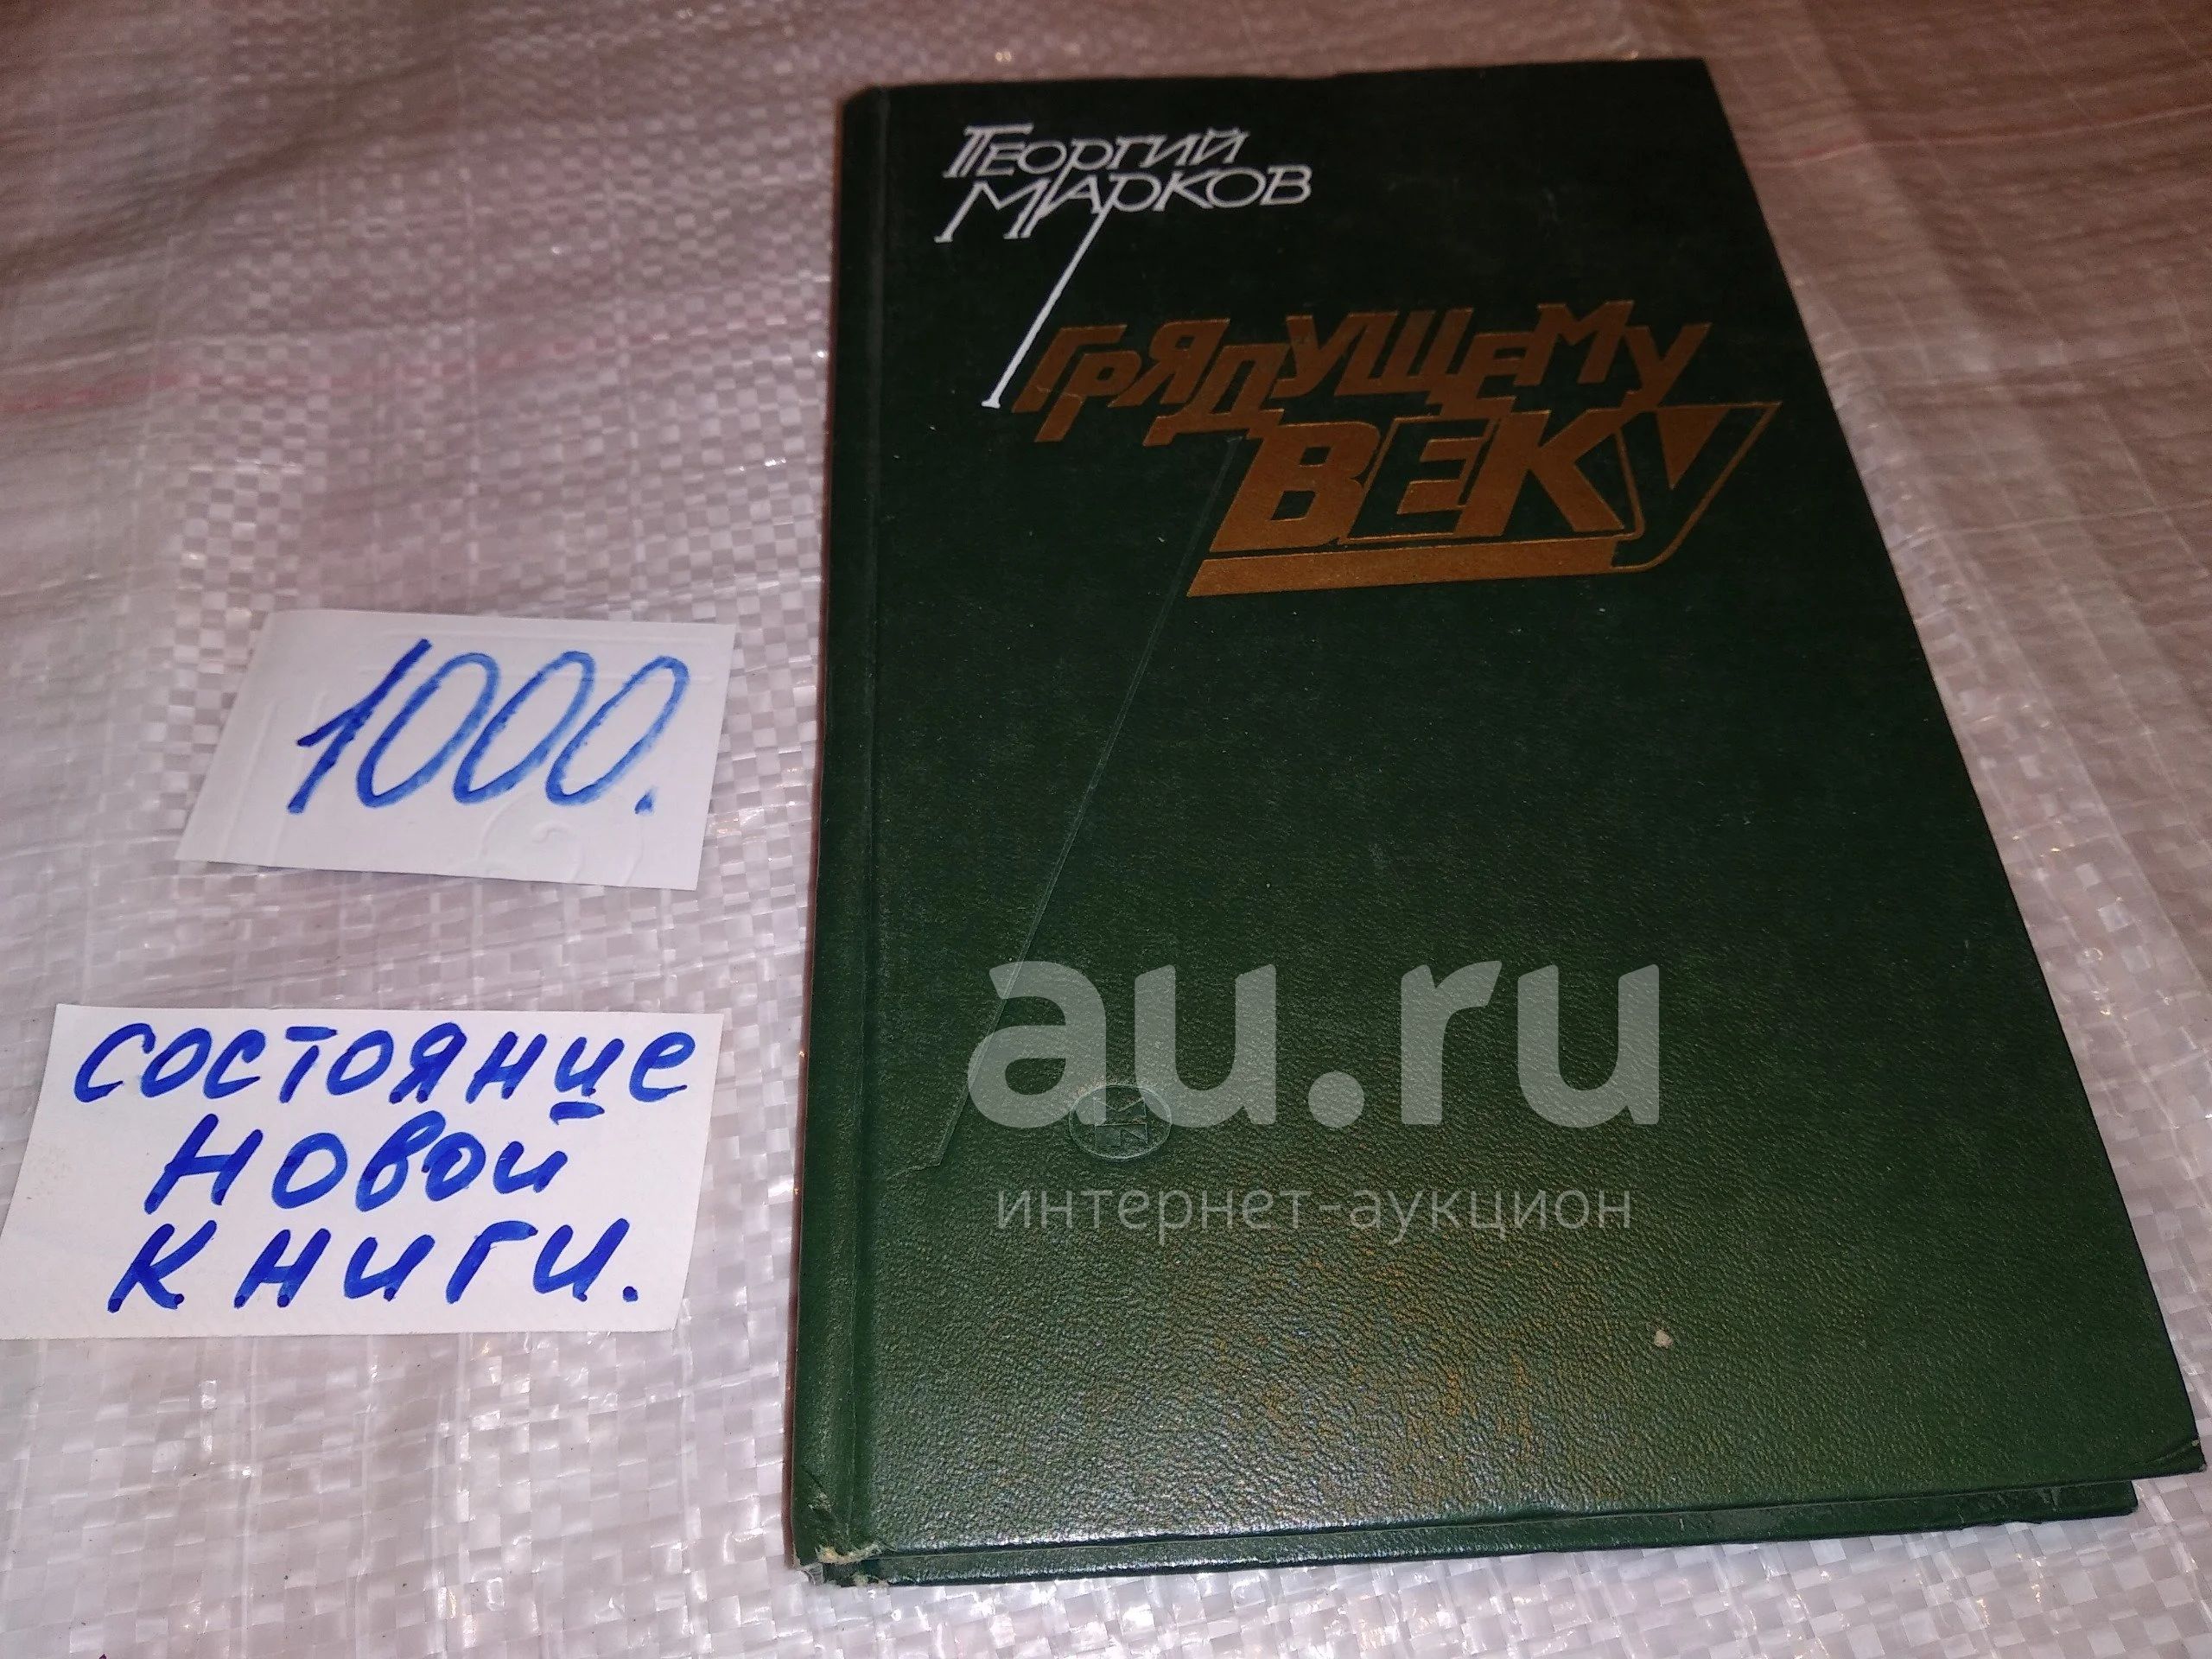 Георгий
Марков
Грядущему
веку
1000.
состояние
новой
книги.
au.ru
интернет-аукцион